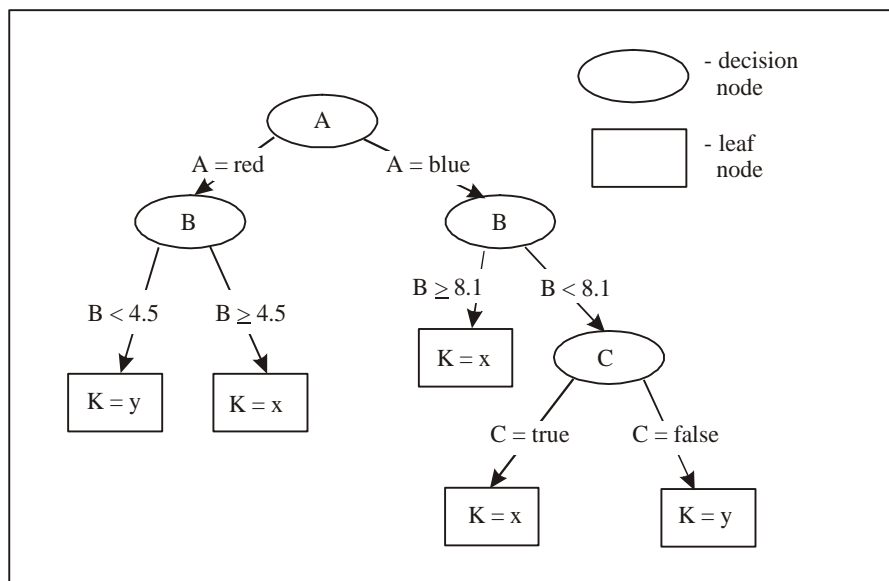 - decision
node
A
- leaf
node
A = red
A = blue
B
B
B < 4.5
B ≥ 4.5
B ≥ 8.1
B < 8.1
K = x
C
K = y
K = x
C = true
C = false
K = x
K = y